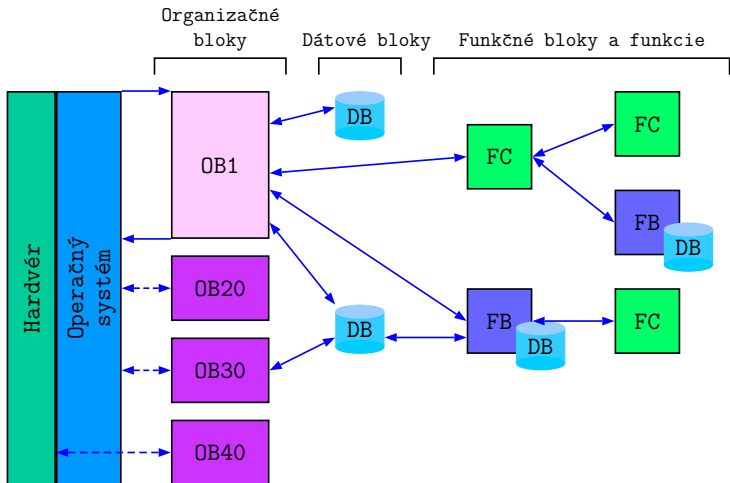 Organizačné
bloky
Dátové bloky
Funkčné bloky a funkcie
Hardvér
Operačný
systém
OB1
DB
FC
FC
FB
DB
OB20
OB30
OB40
DB
FB
DB
FC